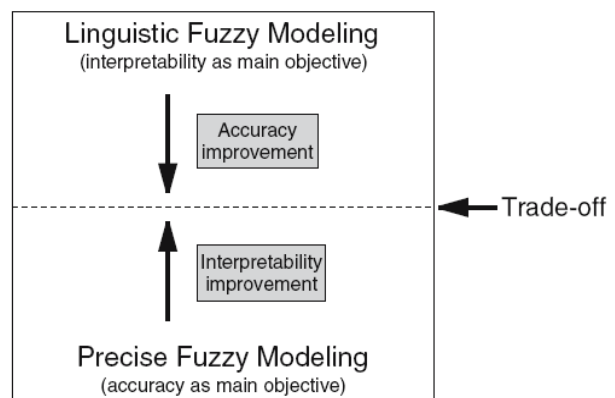 Linguistic Fuzzy Modeling
(interpretability as main objective)
Accuracy
improvement
Trade-off
Interpretability
improvement
Precise Fuzzy Modeling
(accuracy as main objective)